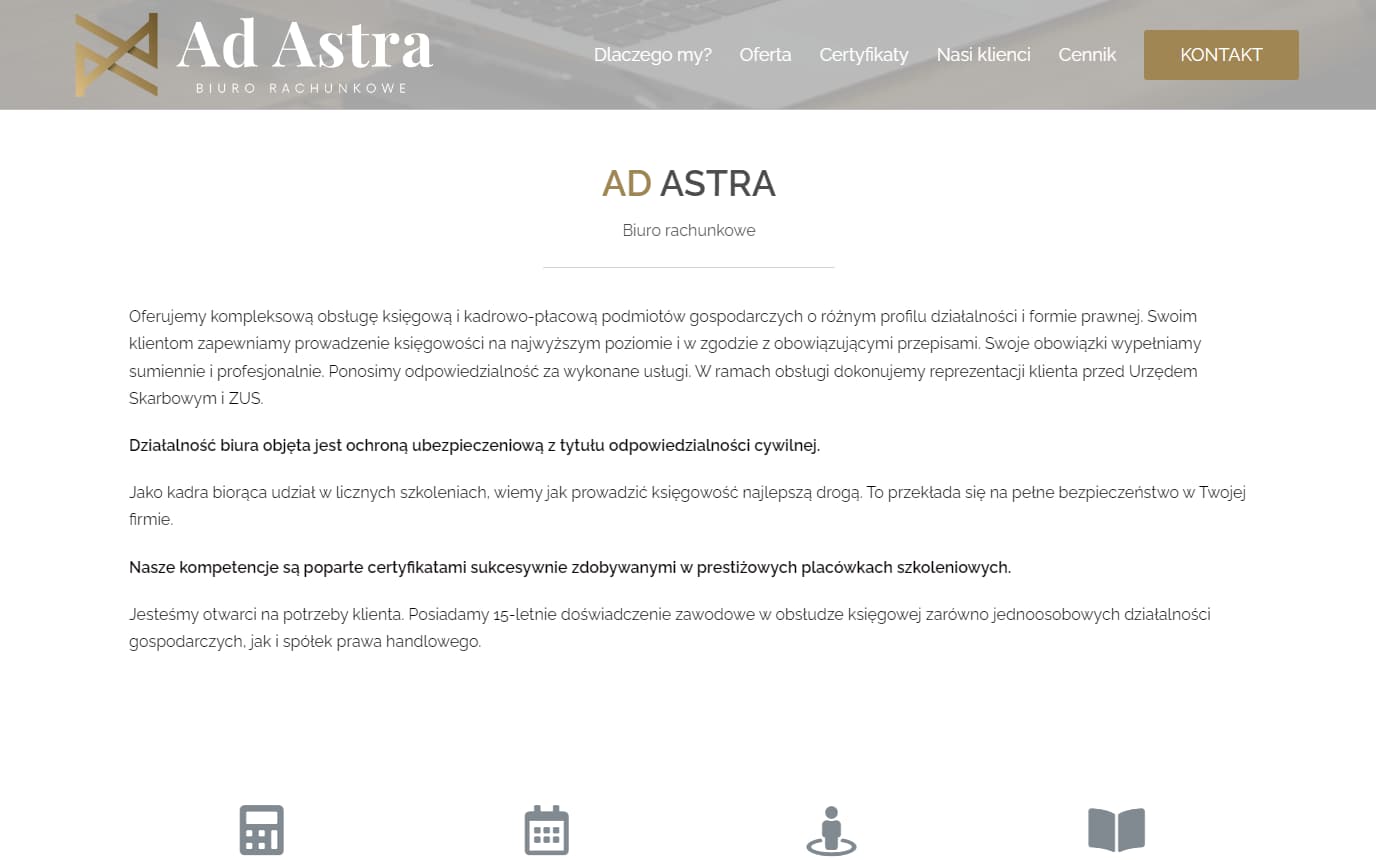 Ad Astra
BIURO RACHUNKOWE
Dlaczego my?
Oferta
Certyfikaty
Nasi klienci
Cennik
KONTAKT
AD ASTRA
Biuro rachunkowe
Oferujemy kompleksową obsługę księgową i kadrowo-płacową podmiotów gospodarczych o różnym profilu działalności i formie prawnej. Swoim
klientom zapewniamy prowadzenie księgowości na najwyższym poziomie i w zgodzie z obowiązującymi przepisami. Swoje obowiązki wypełniamy
sumiennie i profesjonalnie. Ponosimy odpowiedzialność za wykonane usługi. W ramach obsługi dokonujemy reprezentacji klienta przed Urzędem
Skarbowym i ZUS.
Działalność biura objęta jest ochroną ubezpieczeniową z tytułu odpowiedzialności cywilnej.
Jako kadra biorąca udział w licznych szkoleniach, wiemy jak prowadzić księgowość najlepszą drogą. To przekłada się na pełne bezpieczeństwo w Twojej
firmie.
Nasze kompetencje są poparte certyfikatami sukcesywnie zdobywanymi w prestiżowych placówkach szkoleniowych.
Jesteśmy otwarci na potrzeby klienta. Posiadamy 15-letnie doświadczenie zawodowe w obsłudze księgowej zarówno jednoosobowych działalności
gospodarczych, jak i spółek prawa handlowego.